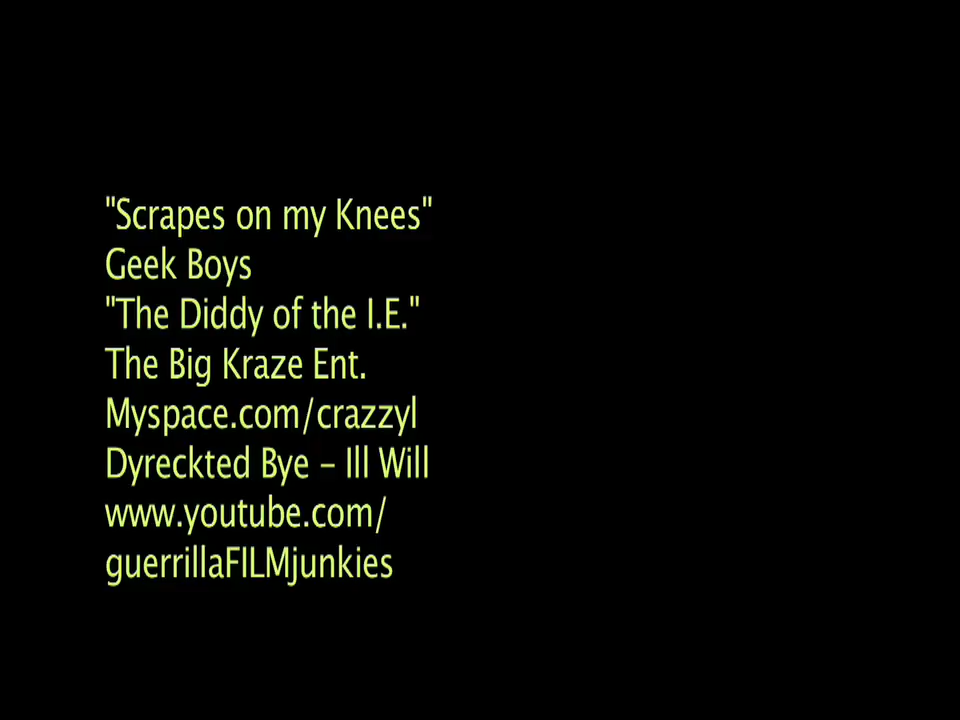 "Scrapes on my Knees"
Geek Boys
"The Diddy of the I.E."
The Big Kraze Ent.
Myspace.com/crazzyl
Dyreckted Bye – Ill Will
www.youtube.com/
guerrillaFILMjunkies